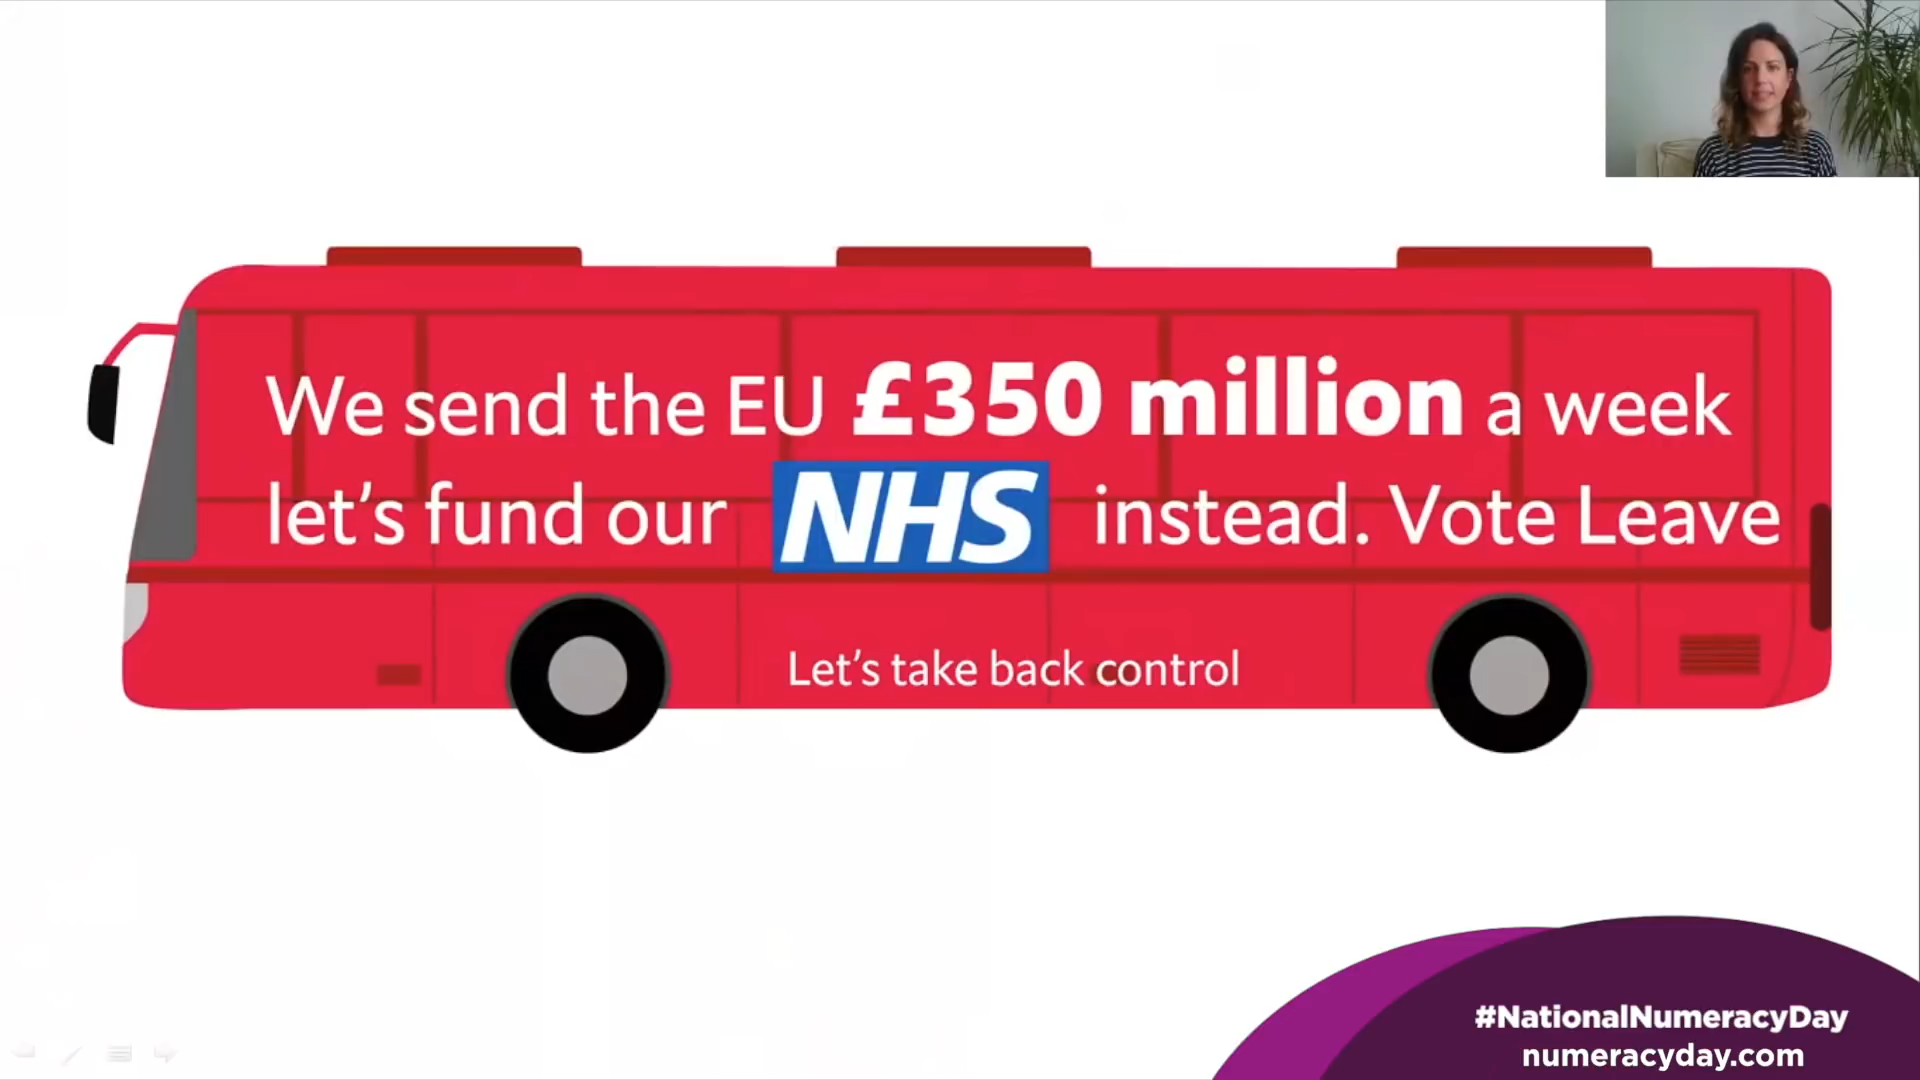 We send the EU £350 million a week
let's fund our NHS instead. Vote Leave
Let's take back control
#NationalNumeracyDay
numeracyday.com